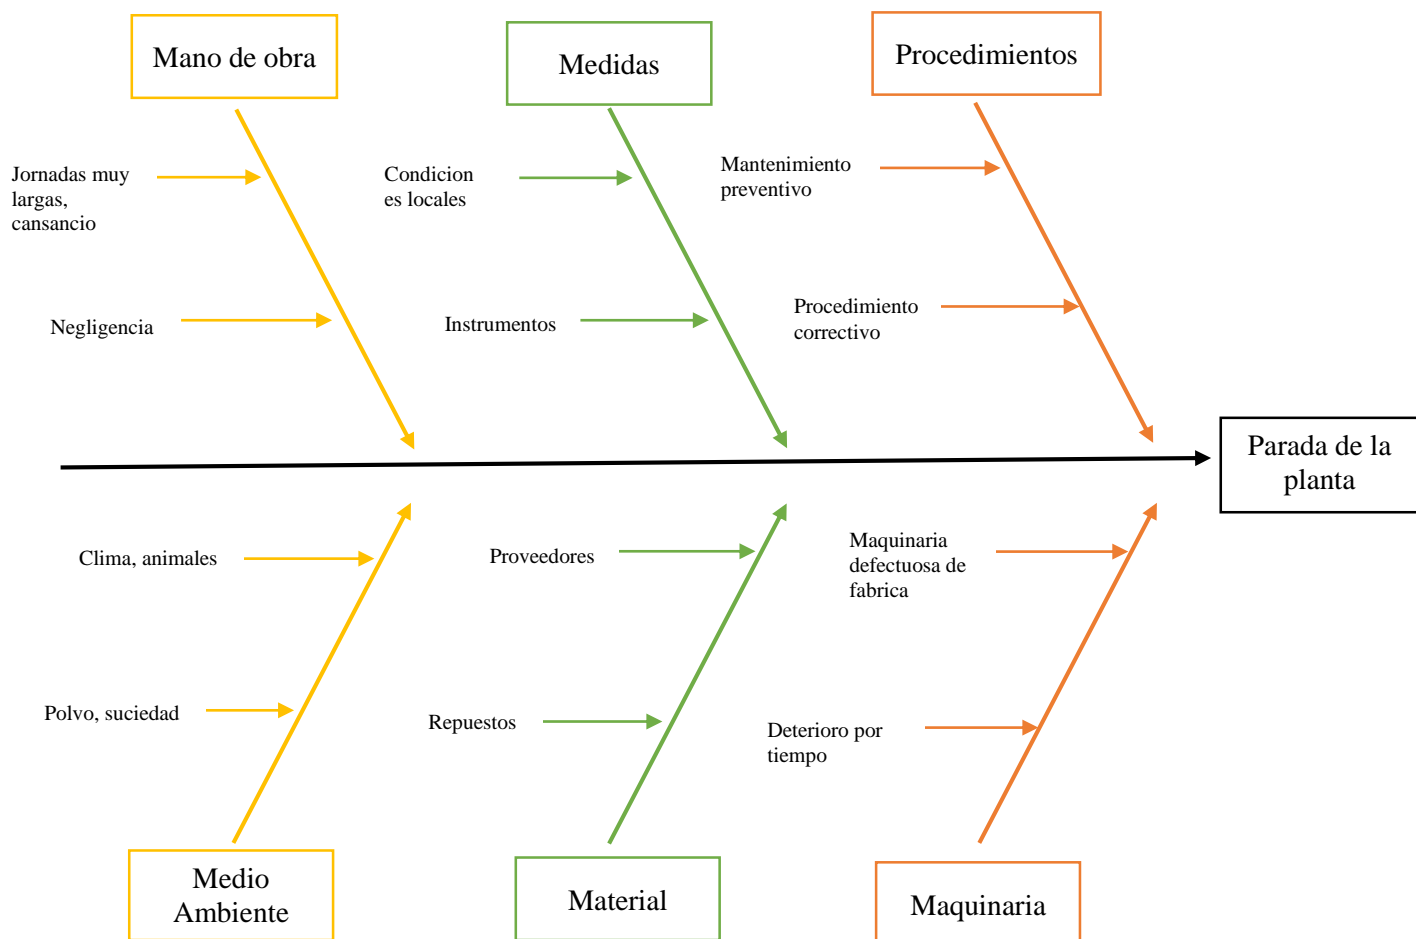 Mano de obra
Medidas
Procedimientos
Jornadas muy
largas,
cansancio
Condicion
es locales
Mantenimiento
preventivo
Negligencia
Instrumentos
Procedimiento
correctivo
Parada de la
planta
Clima, animales
Proveedores
Maquinaria
defectuosa de
fabrica
Polvo, suciedad
Repuestos
Deterioro por
tiempo
Medio
Ambiente
Material
Maquinaria